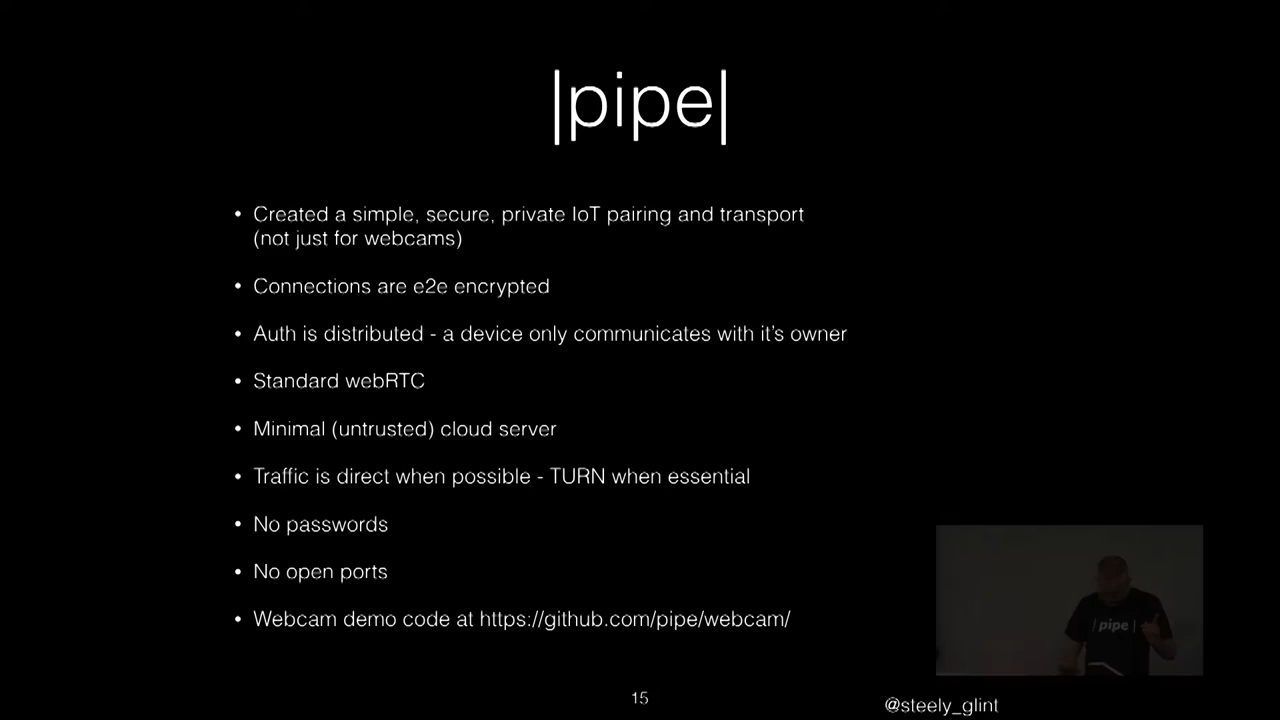 |pipe|
• Created a simple, secure, private IoT pairing and transport
(not just for webcams)
• Connections are e2e encrypted
• Auth is distributed - a device only communicates with it's owner
• Standard webRTC
• Minimal (untrusted) cloud server
• Traffic is direct when possible - TURN when essential
• No passwords
• No open ports
• Webcam demo code at https://github.com/pipe/webcam/
|pipe|
15
@steely_glint